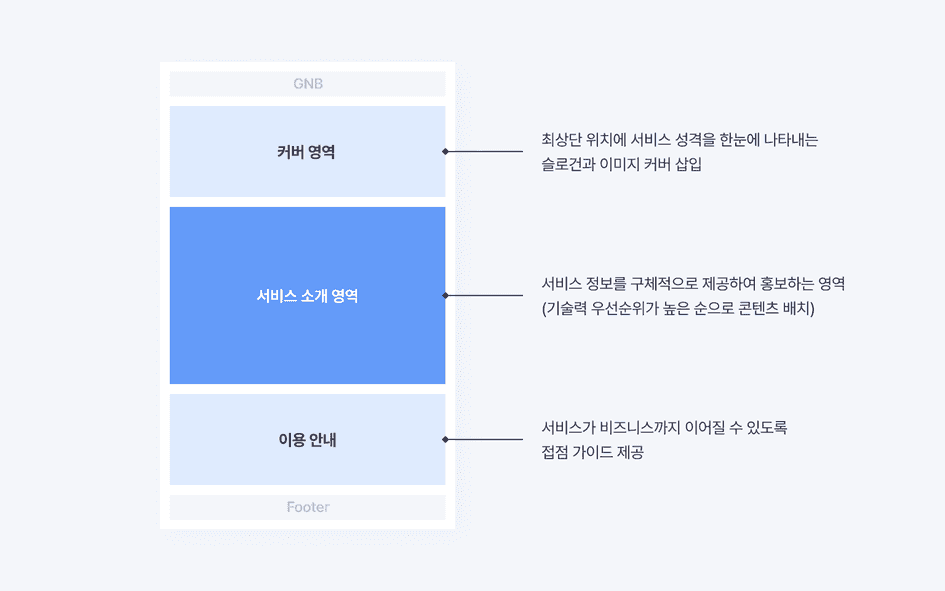 GNB
커버 영역
최상단 위치에 서비스 성격을 한눈에 나타내는
슬로건과 이미지 커버 삽입
서비스 소개 영역
서비스 정보를 구체적으로 제공하여 홍보하는 영역
(기술력 우선순위가 높은 순으로 콘텐츠 배치)
이용 안내
서비스가 비즈니스까지 이어질 수 있도록
접점 가이드 제공
Footer